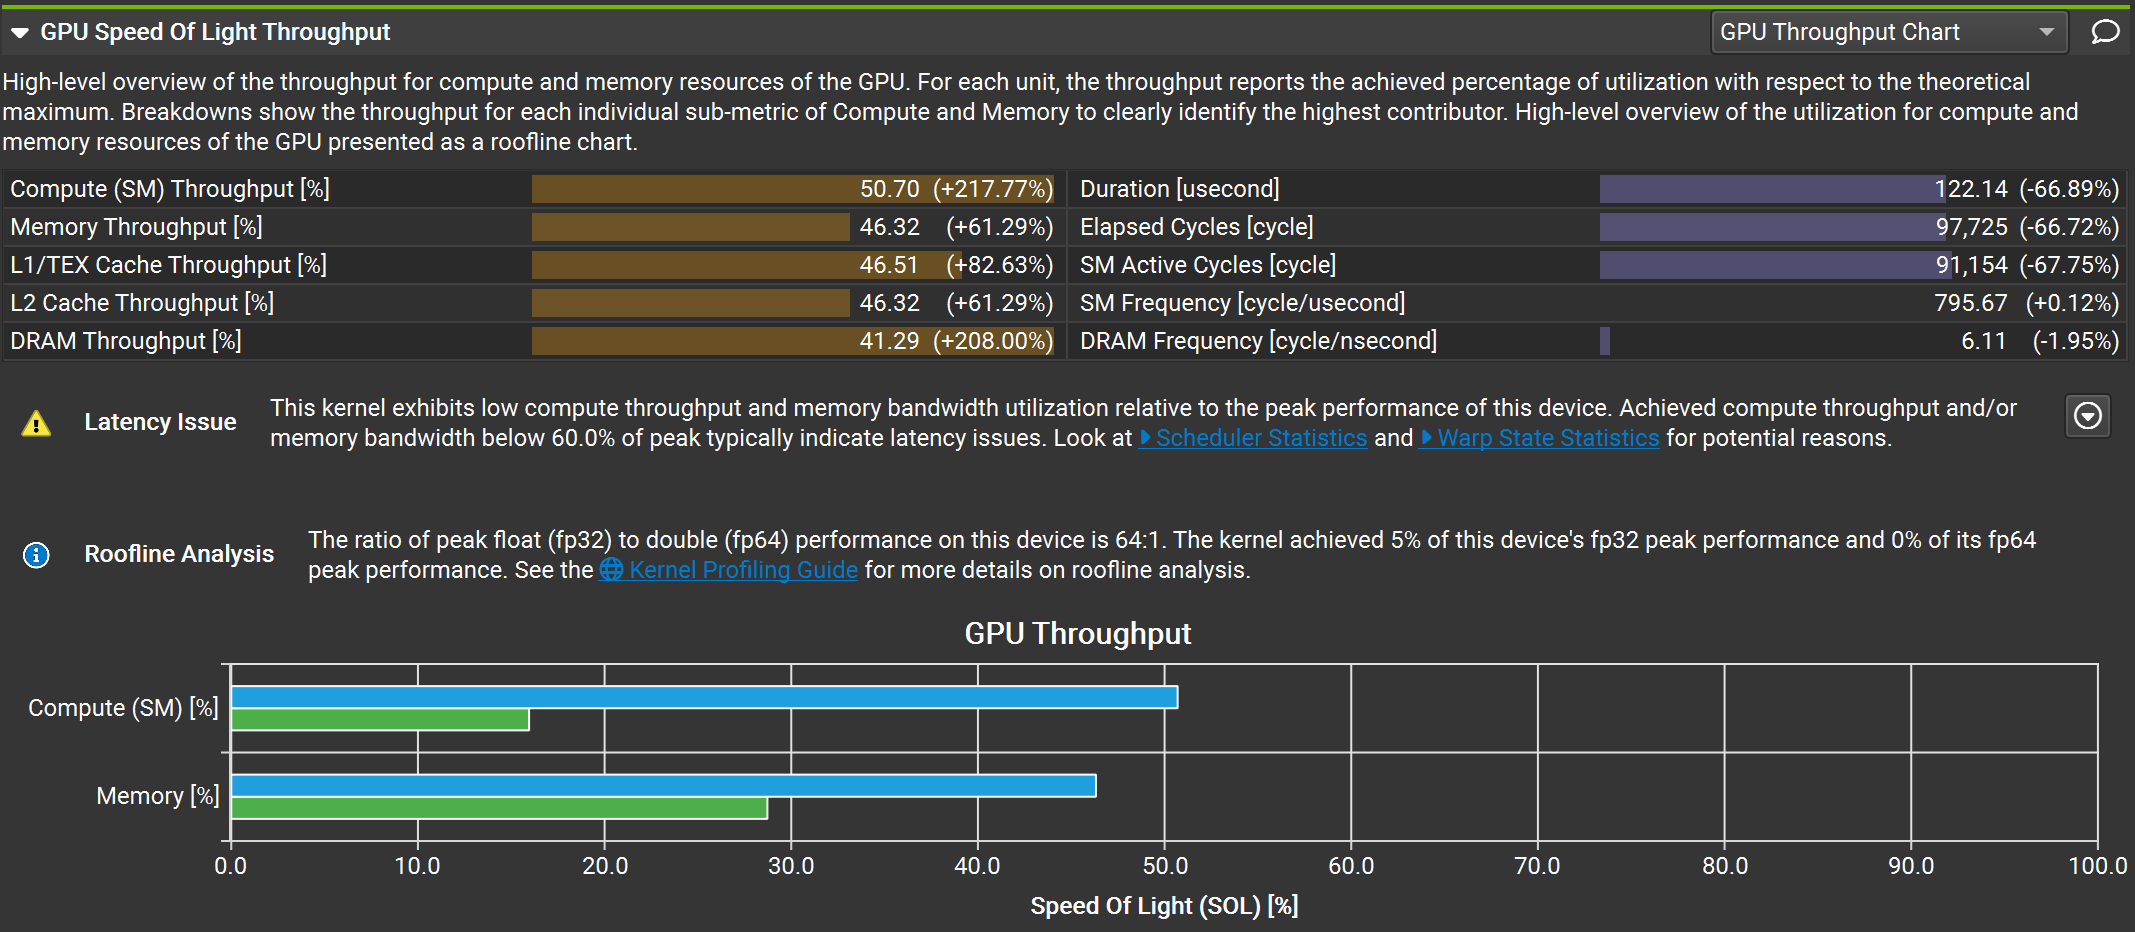 GPU Speed Of Light Throughput
GPU Throughput Chart
High-level overview of the throughput for compute and memory resources of the GPU. For each unit, the throughput reports the achieved percentage of utilization with respect to the theoretical
maximum. Breakdowns show the throughput for each individual sub-metric of Compute and Memory to clearly identify the highest contributor. High-level overview of the utilization for compute and
memory resources of the GPU presented as a roofline chart.
Compute (SM) Throughput [%] 50.70 (+217.77%) Duration [usecond] 122.14 (-66.89%)
Memory Throughput [%] 46.32 (+61.29%) Elapsed Cycles [cycle] 97,725 (-66.72%)
L1/TEX Cache Throughput [%] 46.51 (+82.63%) SM Active Cycles [cycle] 91,154 (-67.75%)
L2 Cache Throughput [%] 46.32 (+61.29%) SM Frequency [cycle/usecond] 795.67 (+0.12%)
DRAM Throughput [%] 41.29 (+208.00%) DRAM Frequency [cycle/nsecond] 6.11 (-1.95%)
Latency Issue
This kernel exhibits low compute throughput and memory bandwidth utilization relative to the peak performance of this device. Achieved compute throughput and/or
memory bandwidth below 60.0% of peak typically indicate latency issues. Look at Scheduler Statistics and Warp State Statistics for potential reasons.
Roofline Analysis
The ratio of peak float (fp32) to double (fp64) performance on this device is 64:1. The kernel achieved 5% of this device's fp32 peak performance and 0% of its fp64
peak performance. See the Kernel Profiling Guide for more details on roofline analysis.
GPU Throughput
Compute (SM) [%]
Memory [%]
0.0 10.0 20.0 30.0 40.0 50.0 60.0 70.0 80.0 90.0 100.0
Speed Of Light (SOL) [%]